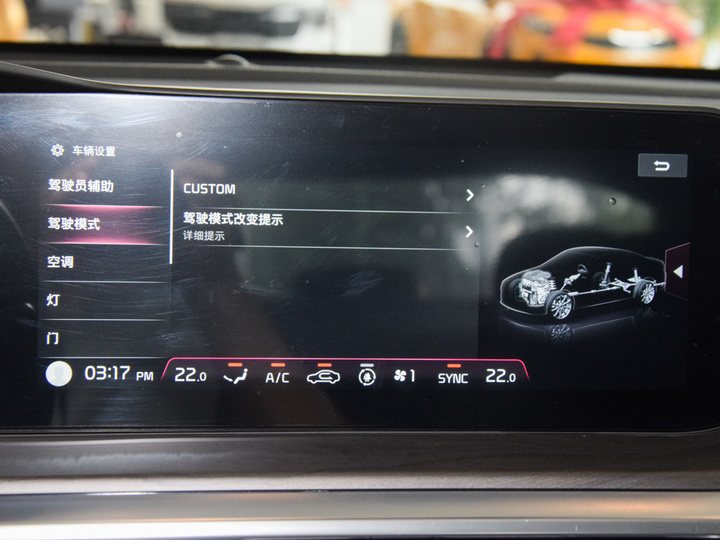 车辆设置
驾驶员辅助
驾驶模式
空调
灯
门
CUSTOM
驾驶模式改变提示
详细提示
03:17 PM
22.0
A/C
1
SYNC
22.0